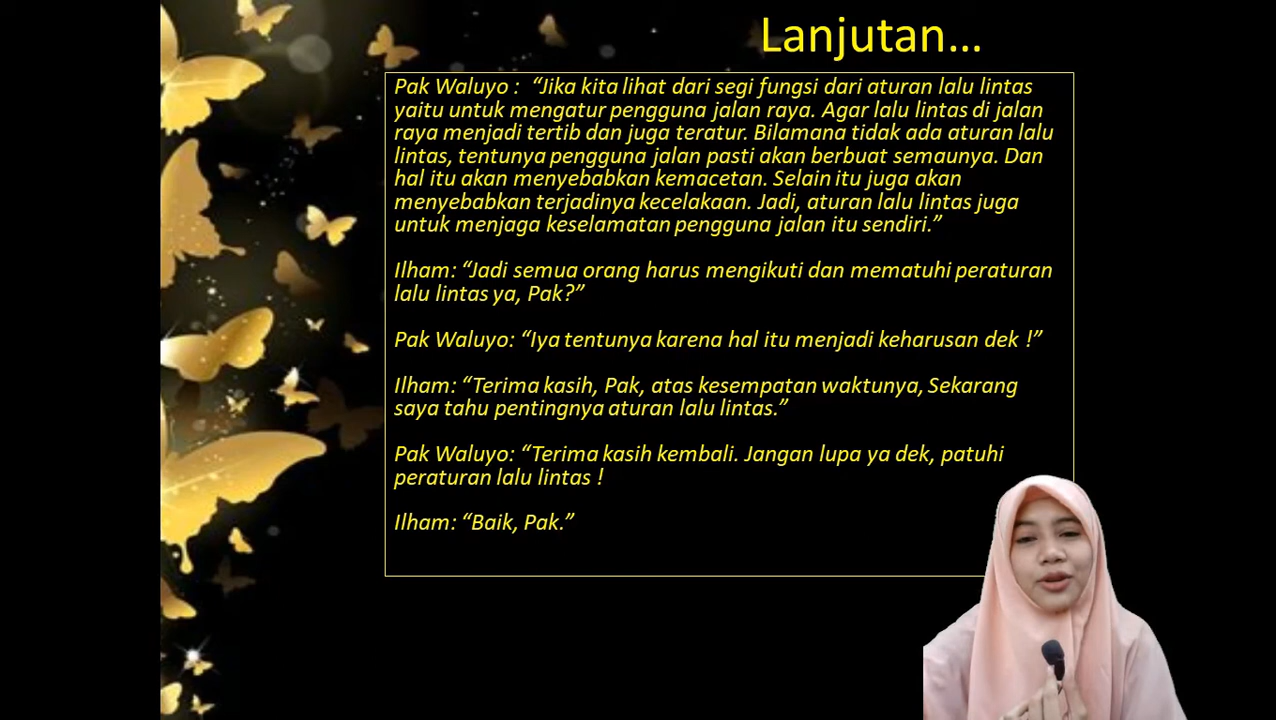 Lanjutan...
Pak Waluyo : “Jika kita lihat dari segi fungsi dari aturan lalu lintas
yaitu untuk mengatur pengguna jalan raya. Agar lalu lintas di jalan
raya menjadi tertib dan juga teratur. Bilamana tidak ada aturan lalu
lintas, tentunya pengguna jalan pasti akan berbuat semaunya. Dan
hal itu akan menyebabkan kemacetan. Selain itu juga akan
menyebabkan terjadinya kecelakaan. Jadi, aturan lalu lintas juga
untuk menjaga keselamatan pengguna jalan itu sendiri.”
Ilham: “Jadi semua orang harus mengikuti dan mematuhi peraturan
lalu lintas ya, Pak?”
Pak Waluyo: “Iya tentunya karena hal itu menjadi keharusan dek !”
Ilham: “Terima kasih, Pak, atas kesempatan waktunya, Sekarang
saya tahu pentingnya aturan lalu lintas.”
Pak Waluyo: “Terima kasih kembali. Jangan lupa ya dek, patuhi
peraturan lalu lintas !
Ilham: “Baik, Pak.”